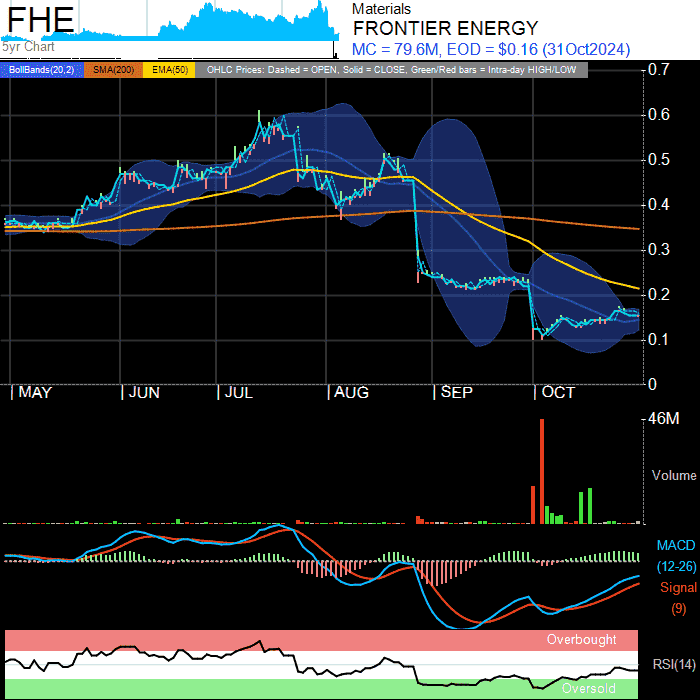 FHE
5yr Chart
Materials
FRONTIER ENERGY
MC = 79.6M, EOD = $0.16 (31Oct2024)
BollBands(20,2) SMA(200) EMA(50) OHLC Prices: Dashed = OPEN, Solid = CLOSE, Green/Red bars = Intra-day HIGH/LOW
0.7
0.6
0.5
0.4
0.3
0.2
0.1
0
MAY JUN JUL AUG SEP OCT
46M
Volume
MACD
(12-26)
Signal
(9)
Overbought
RSI(14)
Oversold